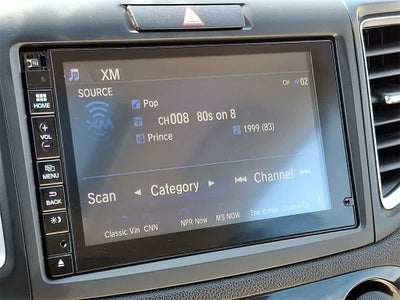 XM
CH 02
SOURCE
Pop
XM
CH008 80s on 8
Prince
1999 (83)
Scan ◄ Category ► Channel
Classic Vin CNN NPR Now MS NOW The Bridge
HOME
+
VOL
−
MENU
BACK